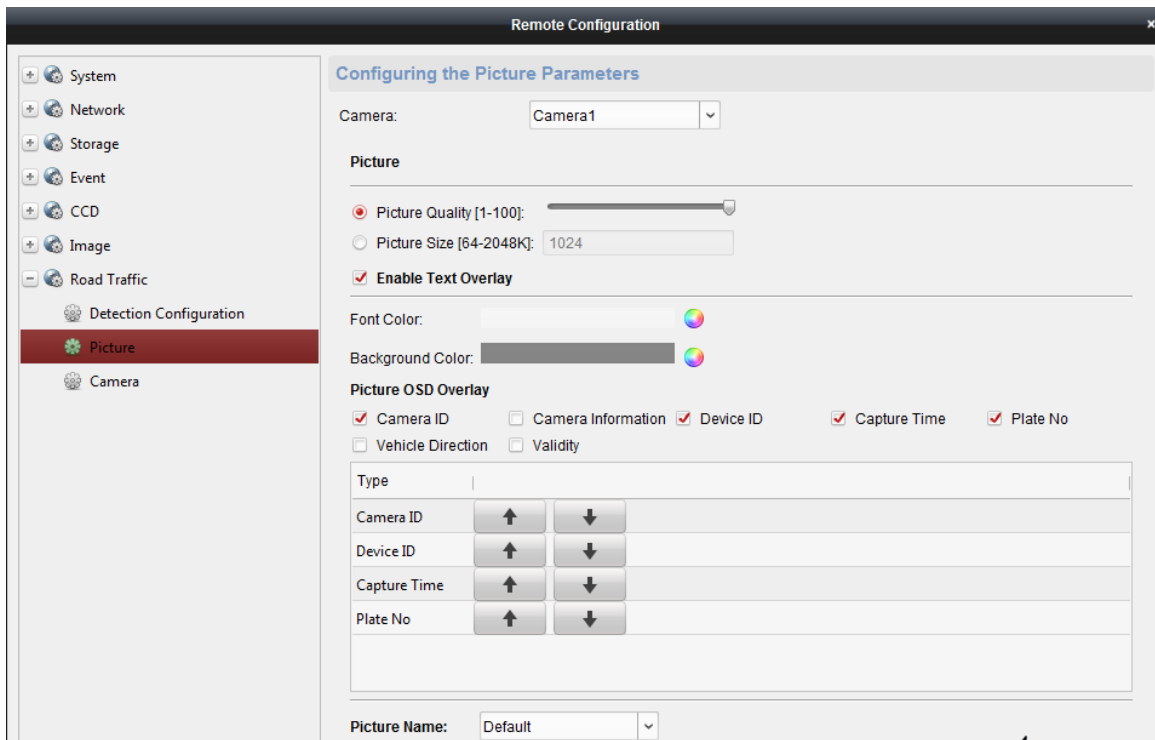 Remote Configuration
System
Network
Storage
Event
CCD
Image
Road Traffic
Detection Configuration
Picture
Camera
Configuring the Picture Parameters
Camera: Camera1
Picture
Picture Quality [1-100]:
Picture Size [64-2048K]: 1024
Enable Text Overlay
Font Color:
Background Color:
Picture OSD Overlay
Camera ID Camera Information Device ID Capture Time Plate No
Vehicle Direction Validity
Type
Camera ID
Device ID
Capture Time
Plate No
Picture Name: Default